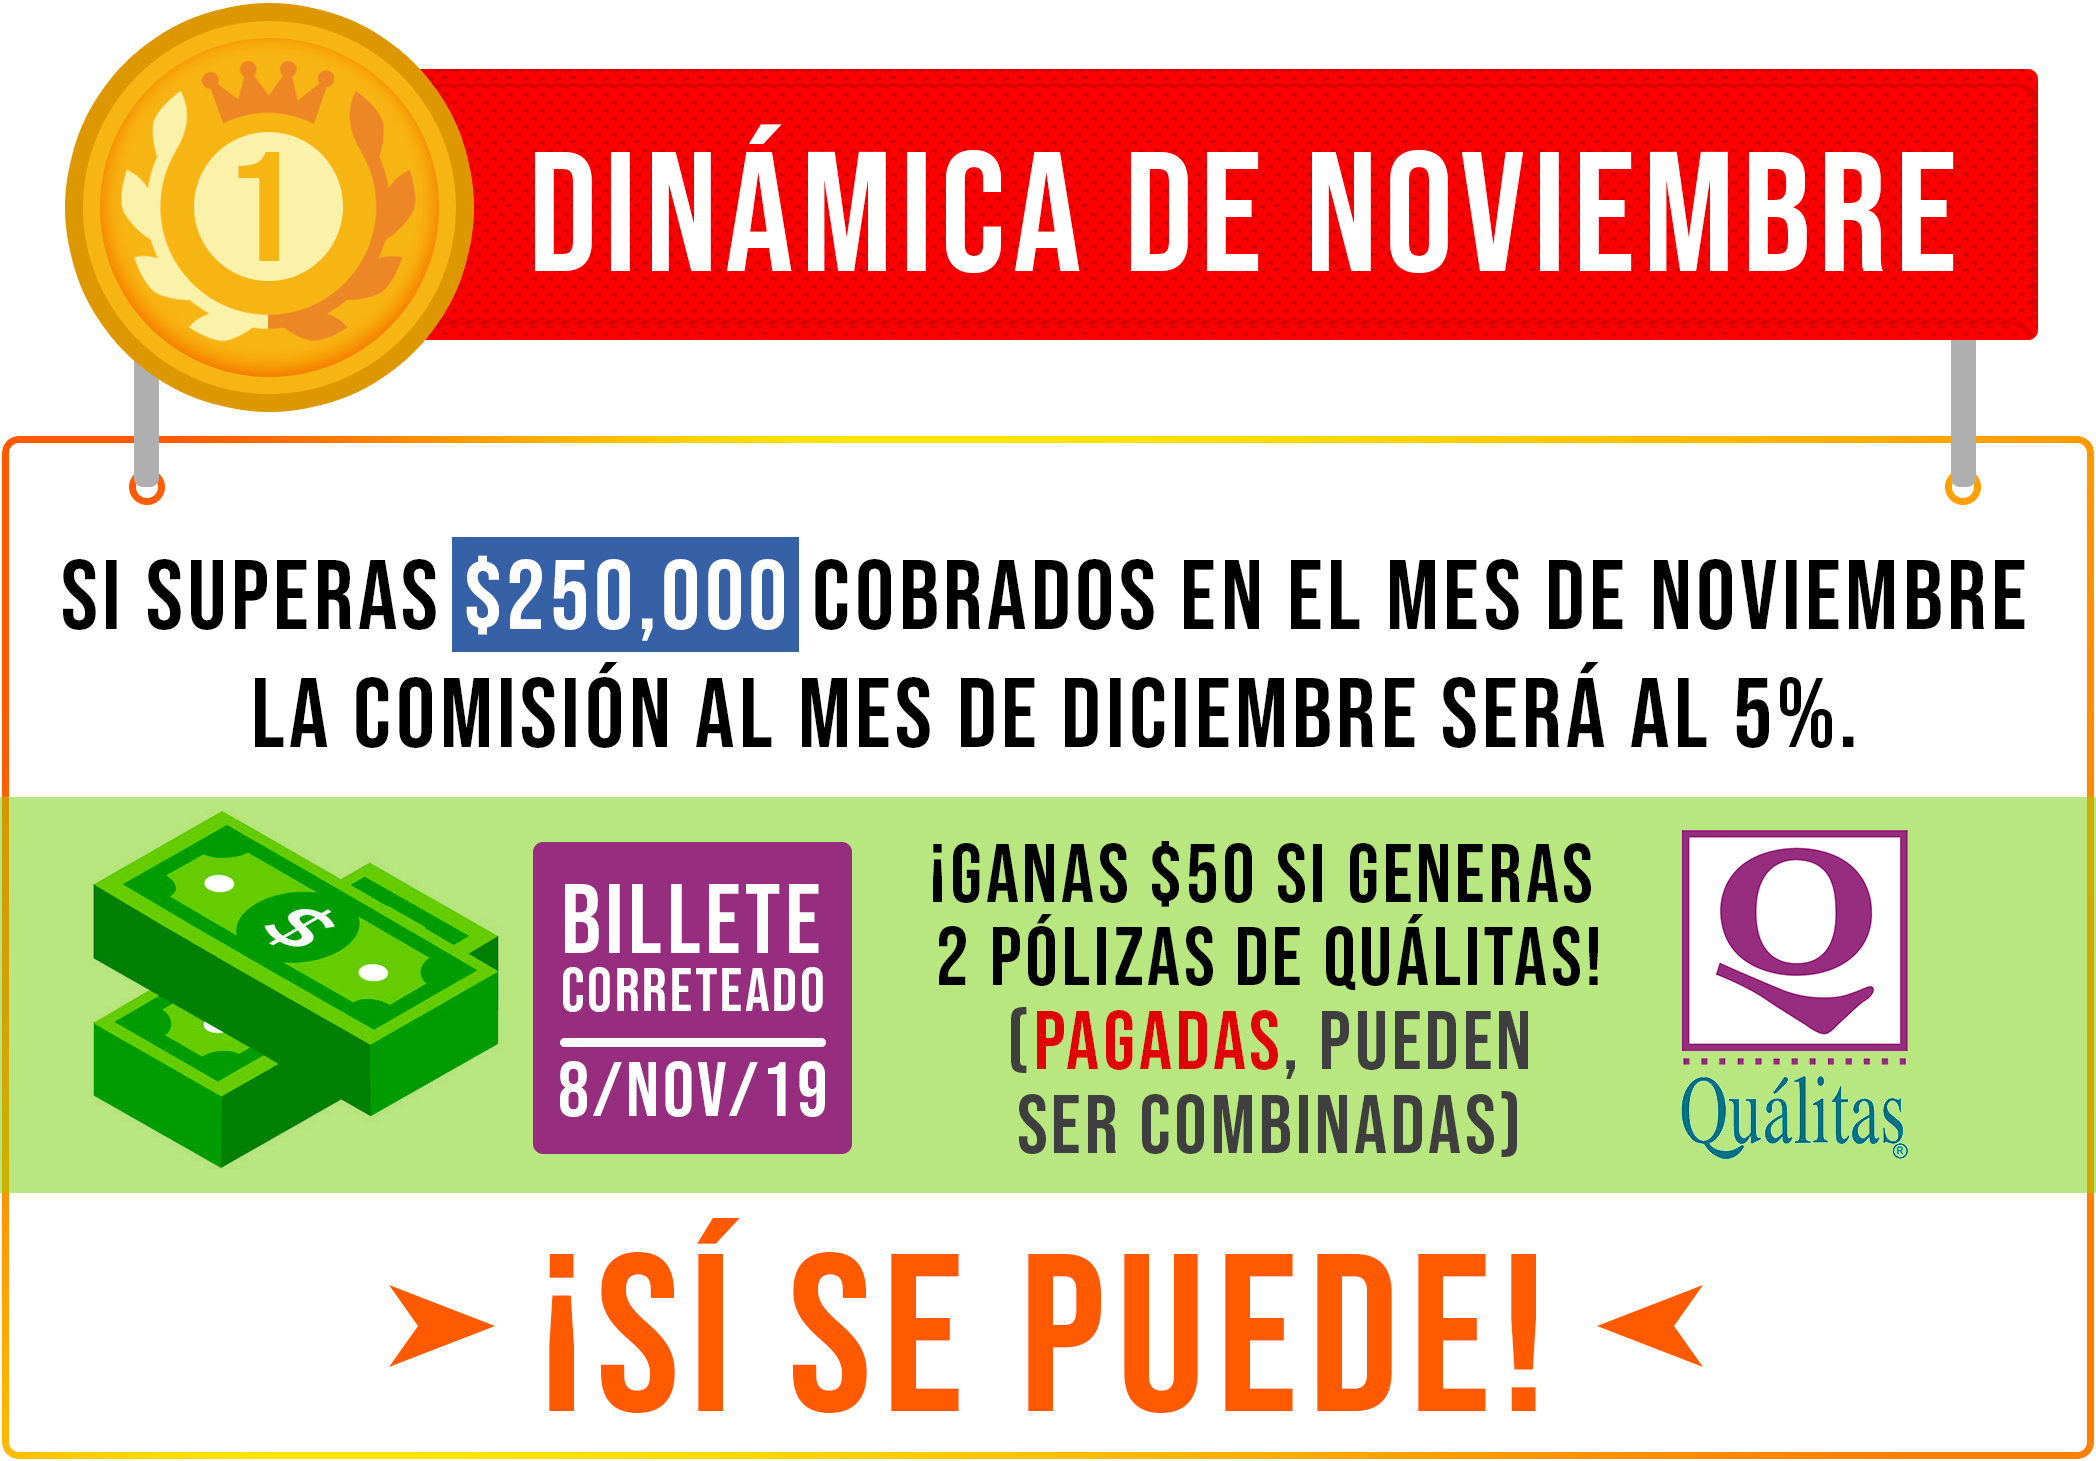 1
DINÁMICA DE NOVIEMBRE
SI SUPERAS $250,000 COBRADOS EN EL MES DE NOVIEMBRE
LA COMISIÓN AL MES DE DICIEMBRE SERÁ AL 5%.
$
BILLETE
CORRETEADO
8/NOV/19
¡GANAS $50 SI GENERAS
2 PÓLIZAS DE QUÁLITAS!
(PAGADAS, PUEDEN
SER COMBINADAS)
Q
Quálitas®
¡SÍ SE PUEDE!